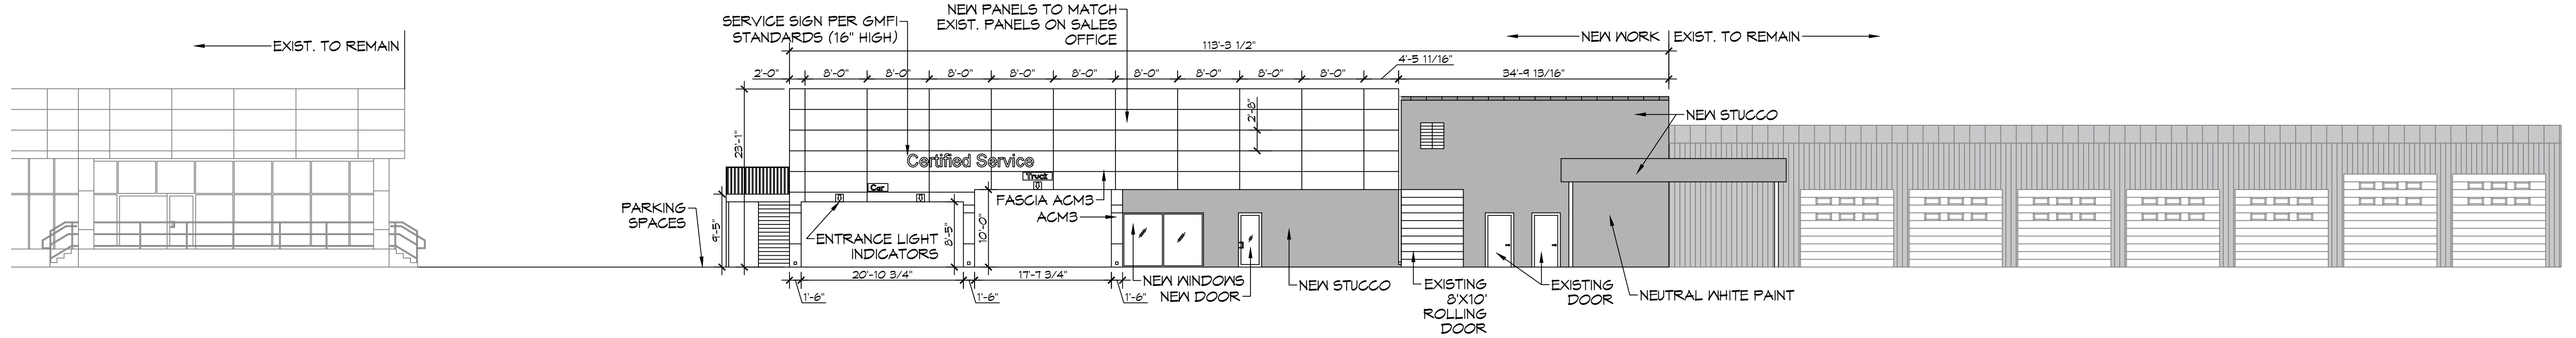 EXIST. TO REMAIN
SERVICE SIGN PER GMFI
STANDARDS (16" HIGH)
NEW PANELS TO MATCH
EXIST. PANELS ON SALES
OFFICE
113'-3 1/2"
NEW WORK
EXIST. TO REMAIN
2'-0"
8'-0"
8'-0"
8'-0"
8'-0"
8'-0"
8'-0"
8'-0"
8'-0"
8'-0"
4'-5 11/16"
34'-9 13/16"
23'-1"
2'-8"
NEW STUCCO
Certified Service
Car
Truck
FASCIA ACM3
ACM3
PARKING
SPACES
9'-5"
ENTRANCE LIGHT
INDICATORS
8'-5"
10'-0"
20'-10 3/4"
17'-7 3/4"
1'-6"
1'-6"
1'-6"
NEW WINDOWS
NEW DOOR
NEW STUCCO
EXISTING
8'X10'
ROLLING
DOOR
EXISTING
DOOR
NEUTRAL WHITE PAINT